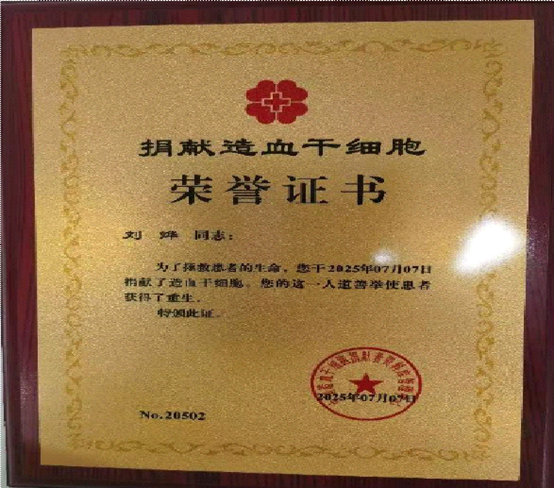 捐献造血干细胞
荣誉证书
刘烨 同志：
为了拯救患者的生命，您于2025年07月07日
捐献了造血干细胞。您的这一人道善举使患者
获得了重生。
特颁此证。
2025年07月07日
No.20502